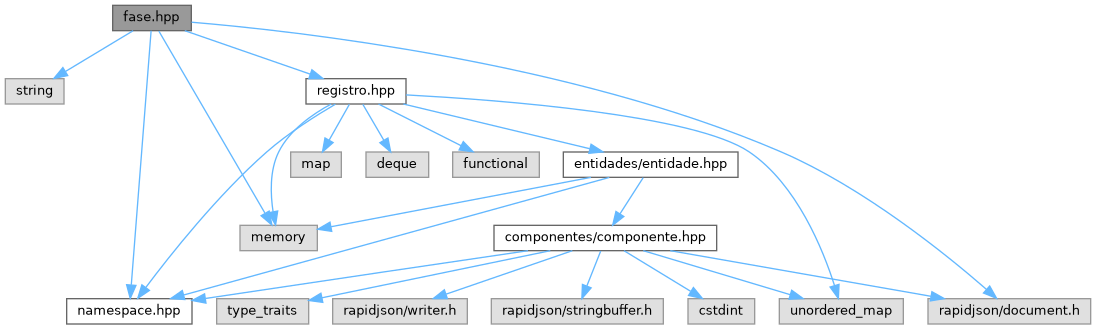 fase.hpp
string
registro.hpp
map
deque
functional
entidades/entidade.hpp
memory
componentes/componente.hpp
namespace.hpp
type_traits
rapidjson/writer.h
rapidjson/stringbuffer.h
cstdint
unordered_map
rapidjson/document.h